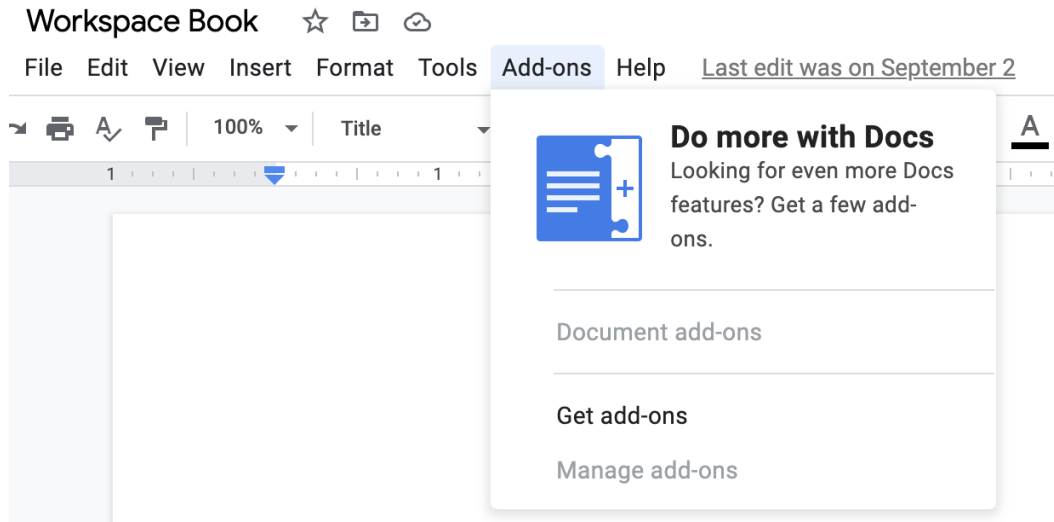 Workspace Book
File Edit View Insert Format Tools Add-ons Help Last edit was on September 2
100% Title A
1 1
Do more with Docs
Looking for even more Docs
features? Get a few add-
ons.
Document add-ons
Get add-ons
Manage add-ons